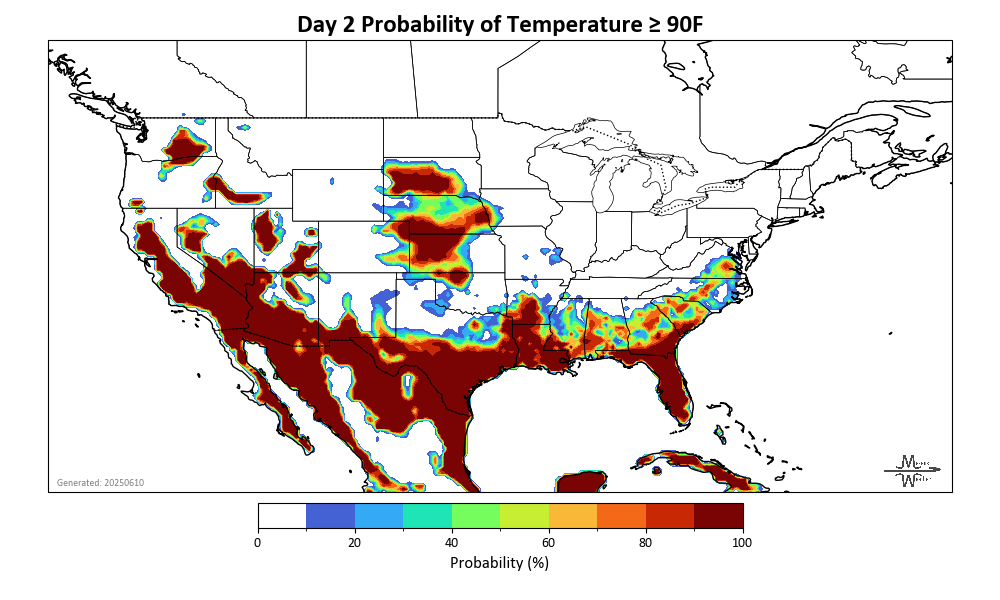 Day 2 Probability of Temperature ≥ 90F
Generated: 20250610
0 20 40 60 80 100
Probability (%)